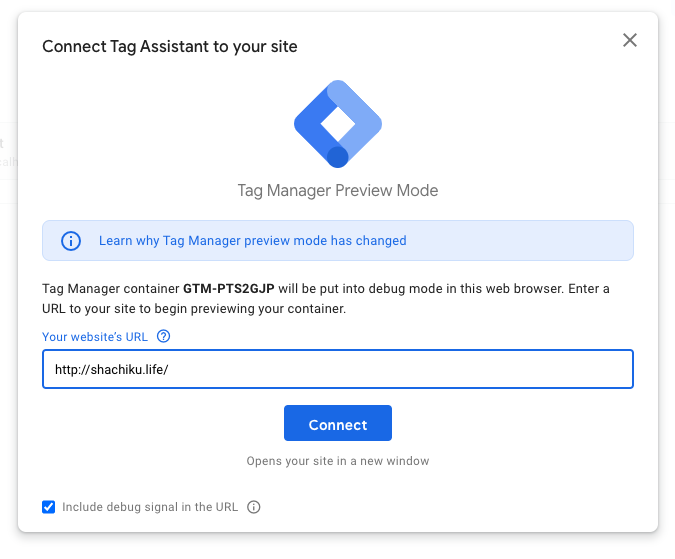 Connect Tag Assistant to your site
Tag Manager Preview Mode
Learn why Tag Manager preview mode has changed
Tag Manager container GTM-PTS2GJP will be put into debug mode in this web browser. Enter a
URL to your site to begin previewing your container.
Your website's URL
http://shachiku.life/
Connect
Opens your site in a new window
Include debug signal in the URL